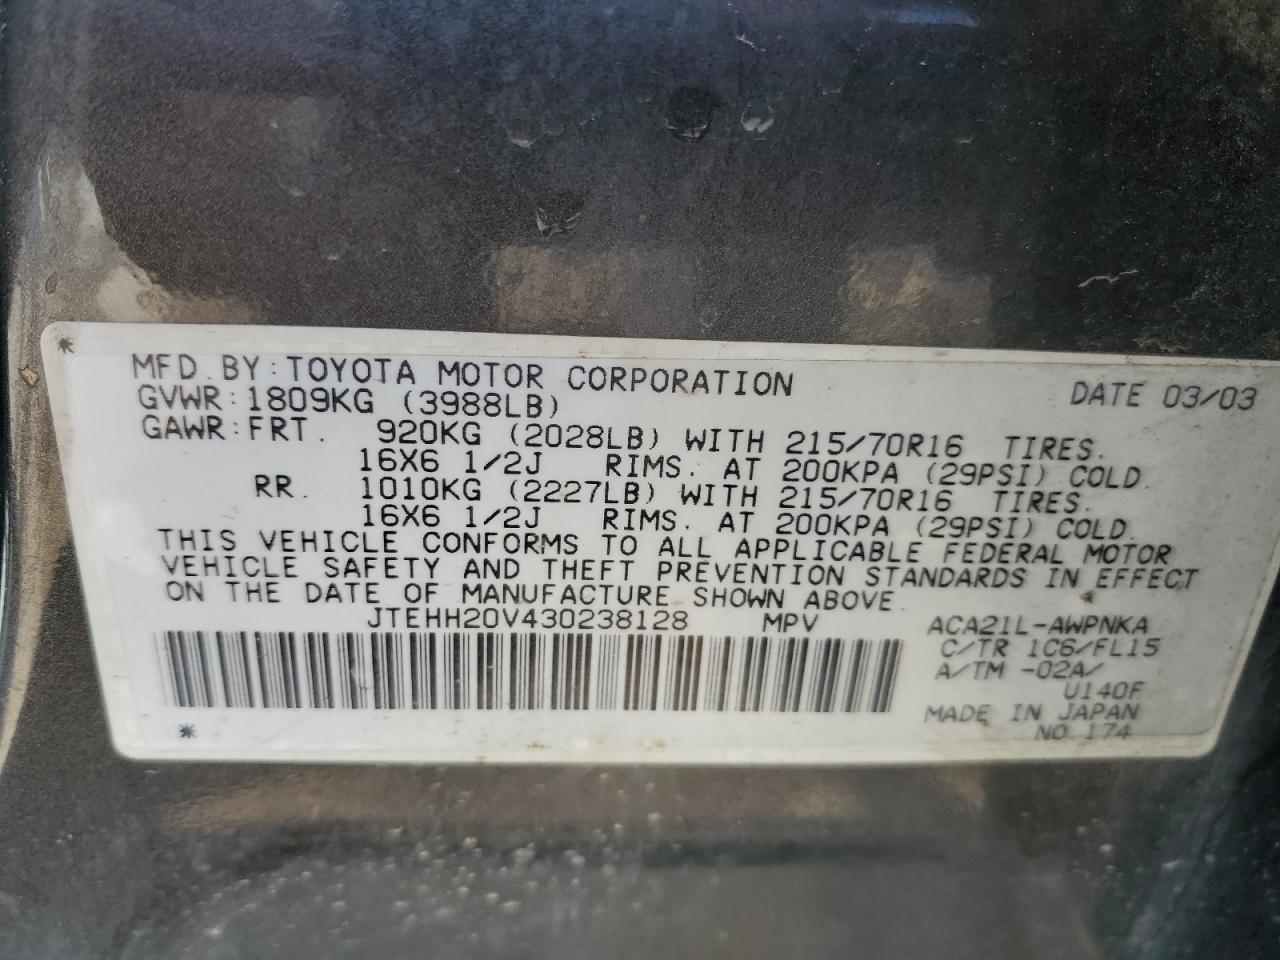 MFD. BY: TOYOTA MOTOR CORPORATION DATE 03/03
GVWR: 1809KG (3988LB)
GAWR: FRT. 920KG (2028LB) WITH 215/70R16 TIRES.
16X6 1/2J RIMS. AT 200KPA (29PSI) COLD.
RR. 1010KG (2227LB) WITH 215/70R16 TIRES.
16X6 1/2J RIMS. AT 200KPA (29PSI) COLD.
THIS VEHICLE CONFORMS TO ALL APPLICABLE FEDERAL MOTOR
VEHICLE SAFETY AND THEFT PREVENTION STANDARDS IN EFFECT
ON THE DATE OF MANUFACTURE SHOWN ABOVE.
JTEHH20V430238128 MPV
ACA21L-AWPNKA
C/TR 1C6/FL15
A/TM -02A/
U140F
MADE IN JAPAN
NO 174